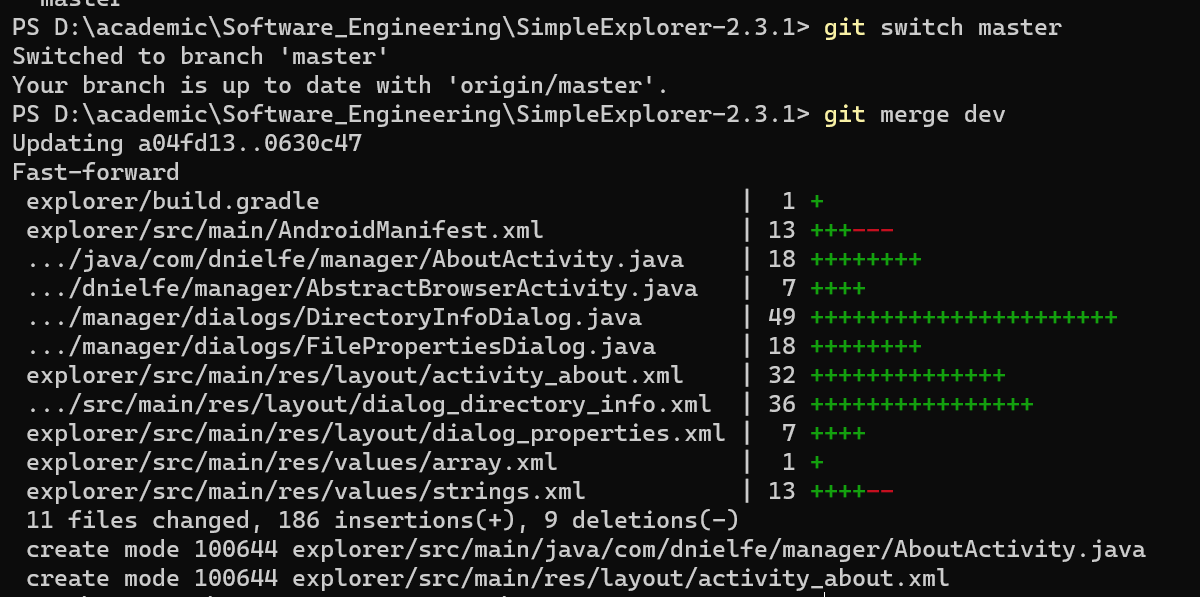 master
PS D:\academic\Software_Engineering\SimpleExplorer-2.3.1> git switch master
Switched to branch 'master'
Your branch is up to date with 'origin/master'.
PS D:\academic\Software_Engineering\SimpleExplorer-2.3.1> git merge dev
Updating a04fd13..0630c47
Fast-forward
 explorer/build.gradle                              |  1 +
 explorer/src/main/AndroidManifest.xml              | 13 +++---
 .../java/com/dnielfe/manager/AboutActivity.java    | 18 ++++++++
 .../dnielfe/manager/AbstractBrowserActivity.java   |  7 ++++
 .../manager/dialogs/DirectoryInfoDialog.java       | 49 ++++++++++++++++++++++
 .../manager/dialogs/FilePropertiesDialog.java      | 18 ++++++++
 explorer/src/main/res/layout/activity_about.xml    | 32 ++++++++++++++
 .../src/main/res/layout/dialog_directory_info.xml  | 36 ++++++++++++++++
 explorer/src/main/res/layout/dialog_properties.xml |  7 ++++
 explorer/src/main/res/values/array.xml             |  1 +
 explorer/src/main/res/values/strings.xml           | 13 ++++--
 11 files changed, 186 insertions(+), 9 deletions(-)
 create mode 100644 explorer/src/main/java/com/dnielfe/manager/AboutActivity.java
 create mode 100644 explorer/src/main/res/layout/activity_about.xml